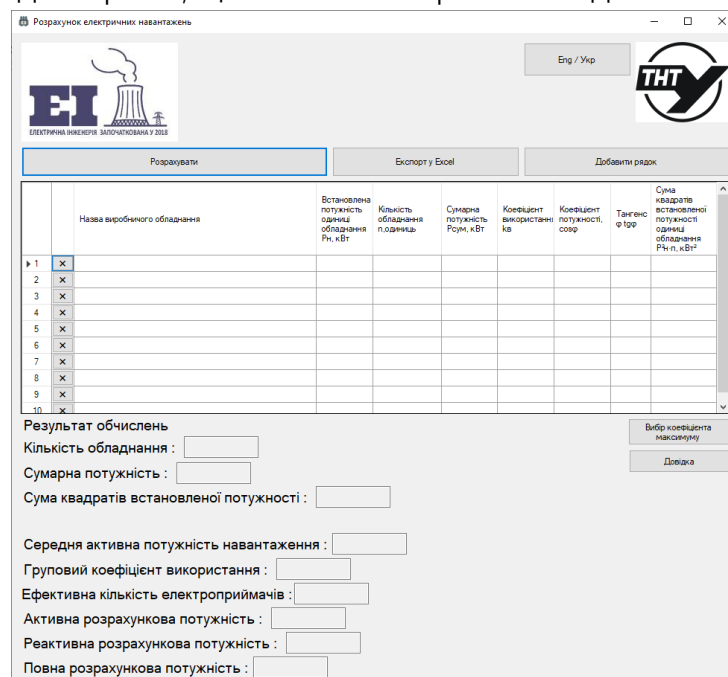 Розрахунок електричних навантажень
ЕІ
ЕЛЕКТРИЧНА ІНЖЕНЕРІЯ ЗАПОЧАТКОВАНА У 2018
Eng / Укр
ТНТУ
Розрахувати
Експорт у Excel
Добавити рядок
Назва виробничого обладнання
Встановлена
потужність
одиниці
обладнання
Рн, кВт
Кількість
обладнання
n,одиниць
Сумарна
потужність
Рсум, кВт
Коефіцієнт
використанн
кв
Коефіцієнт
потужності,
cosφ
Тангенс
φ tgφ
Сума
квадратів
встановленої
потужності
одиниці
обладнання
Р²н·n, кВт²
1
2
3
4
5
6
7
8
9
10
Результат обчислень
Вибір коефіцієнта
максимуму
Кількість обладнання :
Довідка
Сумарна потужність :
Сума квадратів встановленої потужності :
Середня активна потужність навантаження :
Груповий коефіцієнт використання :
Ефективна кількість електроприймачів :
Активна розрахункова потужність :
Реактивна розрахункова потужність :
Повна розрахункова потужність :